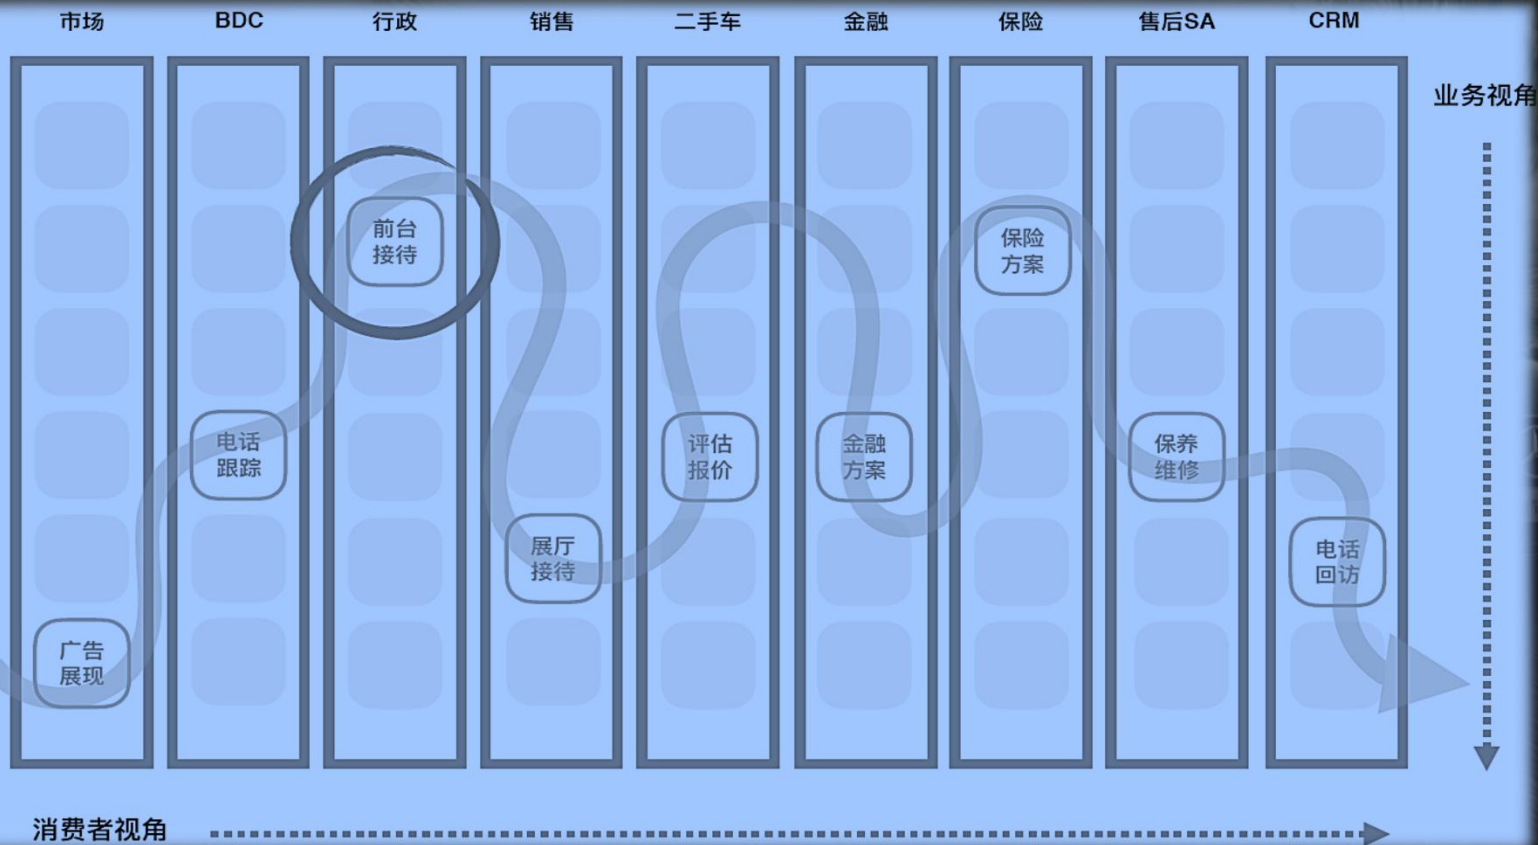 市场
BDC
行政
销售
二手车
金融
保险
售后SA
CRM
业务视角
前台
接待
保险
方案
电话
跟踪
评估
报价
金融
方案
保养
维修
展厅
接待
电话
回访
广告
展现
消费者视角